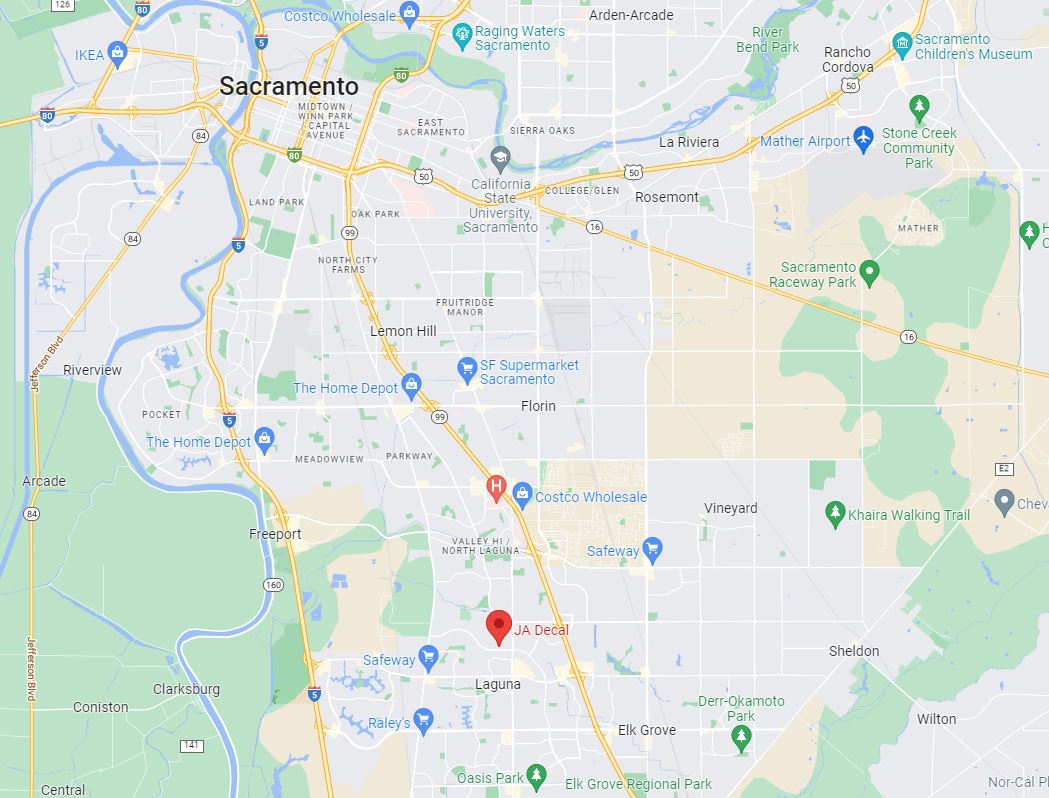 126
80
Costco Wholesale
Arden-Arcade
IKEA
5
Raging Waters
Sacramento
River
Bend Park
Rancho
Cordova
Sacramento
Children's Museum
80
50
Sacramento
80
MIDTOWN /
WINN PARK
CAPITAL
AVENUE
EAST
SACRAMENTO
SIERRA OAKS
84
80
La Riviera
Mather Airport
Stone Creek
Community
Park
50
50
California
State
University,
Sacramento
COLLEGE/GLEN
Rosemont
LAND PARK
OAK PARK
99
16
84
5
MATHER
H
C
NORTH CITY
FARMS
Sacramento
Raceway Park
FRUITRIDGE
MANOR
Lemon Hill
16
Jefferson Blvd
Riverview
SF Supermarket
Sacramento
The Home Depot
POCKET
5
99
Florin
The Home Depot
MEADOWVIEW
PARKWAY
E2
Arcade
H
Costco Wholesale
84
Vineyard
Khaira Walking Trail
Chev
Freeport
VALLEY HI /
NORTH LAGUNA
Safeway
160
JA Decal
Jefferson Blvd
Safeway
Sheldon
Clarksburg
5
Laguna
Coniston
Derr-Okamoto
Park
Raley's
Elk Grove
Wilton
141
Oasis Park
Elk Grove Regional Park
Nor-Cal Pl
Central